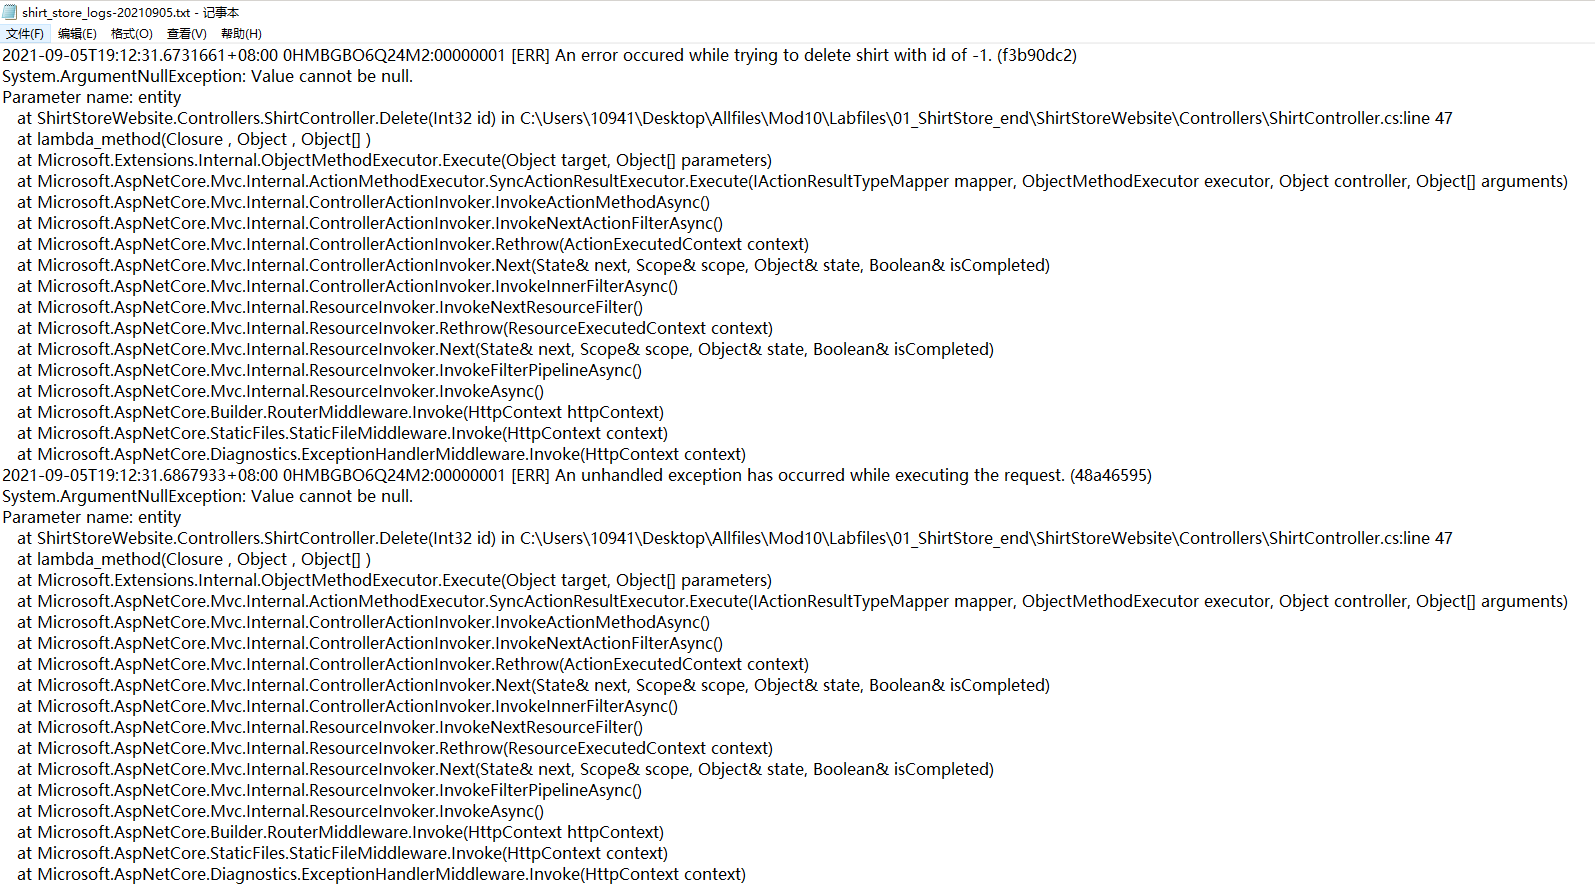 shirt_store_logs-20210905.txt - 记事本
文件(F) 编辑(E) 格式(O) 查看(V) 帮助(H)
2021-09-05T19:12:31.6731661+08:00 0HMBGBO6Q24M2:00000001 [ERR] An error occured while trying to delete shirt with id of -1. (f3b90dc2)
System.ArgumentNullException: Value cannot be null.
Parameter name: entity
   at ShirtStoreWebsite.Controllers.ShirtController.Delete(Int32 id) in C:\Users\10941\Desktop\Allfiles\Mod10\Labfiles\01_ShirtStore_end\ShirtStoreWebsite\Controllers\ShirtController.cs:line 47
   at lambda_method(Closure , Object , Object[] )
   at Microsoft.Extensions.Internal.ObjectMethodExecutor.Execute(Object target, Object[] parameters)
   at Microsoft.AspNetCore.Mvc.Internal.ActionMethodExecutor.SyncActionResultExecutor.Execute(IActionResultTypeMapper mapper, ObjectMethodExecutor executor, Object controller, Object[] arguments)
   at Microsoft.AspNetCore.Mvc.Internal.ControllerActionInvoker.InvokeActionMethodAsync()
   at Microsoft.AspNetCore.Mvc.Internal.ControllerActionInvoker.InvokeNextActionFilterAsync()
   at Microsoft.AspNetCore.Mvc.Internal.ControllerActionInvoker.Rethrow(ActionExecutedContext context)
   at Microsoft.AspNetCore.Mvc.Internal.ControllerActionInvoker.Next(State& next, Scope& scope, Object& state, Boolean& isCompleted)
   at Microsoft.AspNetCore.Mvc.Internal.ControllerActionInvoker.InvokeInnerFilterAsync()
   at Microsoft.AspNetCore.Mvc.Internal.ResourceInvoker.InvokeNextResourceFilter()
   at Microsoft.AspNetCore.Mvc.Internal.ResourceInvoker.Rethrow(ResourceExecutedContext context)
   at Microsoft.AspNetCore.Mvc.Internal.ResourceInvoker.Next(State& next, Scope& scope, Object& state, Boolean& isCompleted)
   at Microsoft.AspNetCore.Mvc.Internal.ResourceInvoker.InvokeFilterPipelineAsync()
   at Microsoft.AspNetCore.Mvc.Internal.ResourceInvoker.InvokeAsync()
   at Microsoft.AspNetCore.Builder.RouterMiddleware.Invoke(HttpContext httpContext)
   at Microsoft.AspNetCore.StaticFiles.StaticFileMiddleware.Invoke(HttpContext context)
   at Microsoft.AspNetCore.Diagnostics.ExceptionHandlerMiddleware.Invoke(HttpContext context)
2021-09-05T19:12:31.6867933+08:00 0HMBGBO6Q24M2:00000001 [ERR] An unhandled exception has occurred while executing the request. (48a46595)
System.ArgumentNullException: Value cannot be null.
Parameter name: entity
   at ShirtStoreWebsite.Controllers.ShirtController.Delete(Int32 id) in C:\Users\10941\Desktop\Allfiles\Mod10\Labfiles\01_ShirtStore_end\ShirtStoreWebsite\Controllers\ShirtController.cs:line 47
   at lambda_method(Closure , Object , Object[] )
   at Microsoft.Extensions.Internal.ObjectMethodExecutor.Execute(Object target, Object[] parameters)
   at Microsoft.AspNetCore.Mvc.Internal.ActionMethodExecutor.SyncActionResultExecutor.Execute(IActionResultTypeMapper mapper, ObjectMethodExecutor executor, Object controller, Object[] arguments)
   at Microsoft.AspNetCore.Mvc.Internal.ControllerActionInvoker.InvokeActionMethodAsync()
   at Microsoft.AspNetCore.Mvc.Internal.ControllerActionInvoker.InvokeNextActionFilterAsync()
   at Microsoft.AspNetCore.Mvc.Internal.ControllerActionInvoker.Rethrow(ActionExecutedContext context)
   at Microsoft.AspNetCore.Mvc.Internal.ControllerActionInvoker.Next(State& next, Scope& scope, Object& state, Boolean& isCompleted)
   at Microsoft.AspNetCore.Mvc.Internal.ControllerActionInvoker.InvokeInnerFilterAsync()
   at Microsoft.AspNetCore.Mvc.Internal.ResourceInvoker.InvokeNextResourceFilter()
   at Microsoft.AspNetCore.Mvc.Internal.ResourceInvoker.Rethrow(ResourceExecutedContext context)
   at Microsoft.AspNetCore.Mvc.Internal.ResourceInvoker.Next(State& next, Scope& scope, Object& state, Boolean& isCompleted)
   at Microsoft.AspNetCore.Mvc.Internal.ResourceInvoker.InvokeFilterPipelineAsync()
   at Microsoft.AspNetCore.Mvc.Internal.ResourceInvoker.InvokeAsync()
   at Microsoft.AspNetCore.Builder.RouterMiddleware.Invoke(HttpContext httpContext)
   at Microsoft.AspNetCore.StaticFiles.StaticFileMiddleware.Invoke(HttpContext context)
   at Microsoft.AspNetCore.Diagnostics.ExceptionHandlerMiddleware.Invoke(HttpContext context)